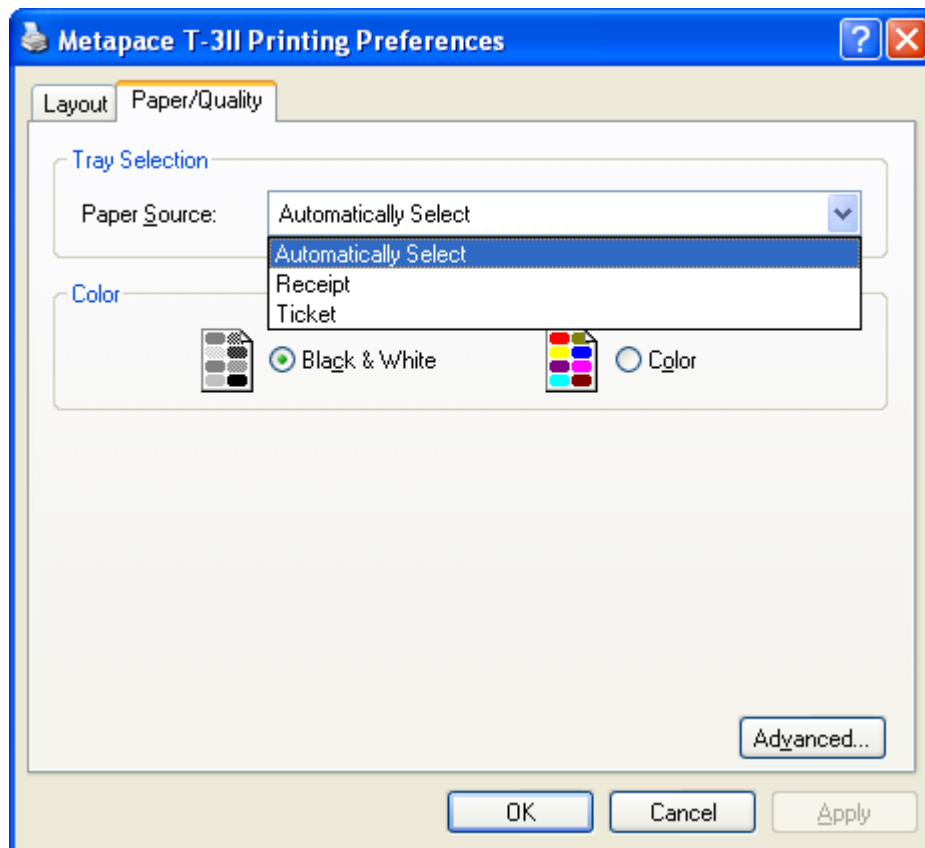 Metapace T-3II Printing Preferences
Layout
Paper/Quality
Tray Selection
Paper Source:
Automatically Select
Automatically Select
Receipt
Ticket
Color
Black & White
Color
Advanced...
OK
Cancel
Apply